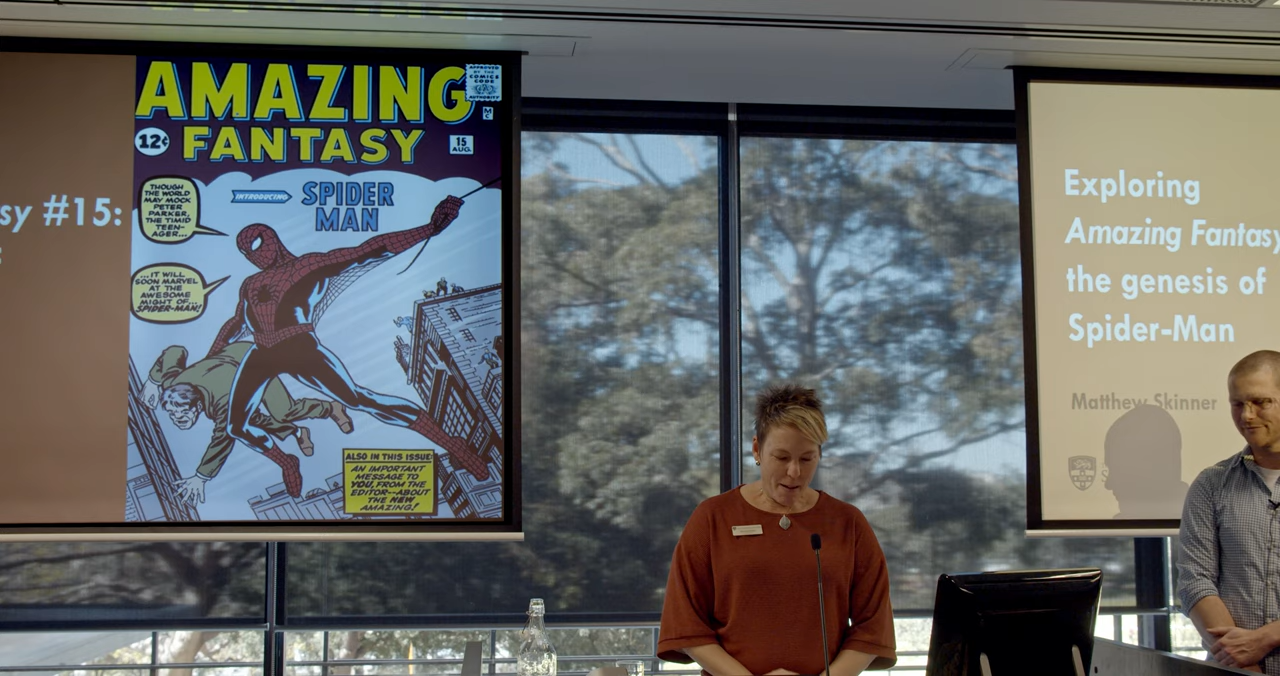 sy #15:
AMAZING
FANTASY
APPROVED
BY THE
COMICS
CODE
AUTHORITY
MC
12¢
15
AUG.
INTRODUCING
SPIDER
MAN
THOUGH
THE WORLD
MAY MOCK
PETER
PARKER,
THE TIMID
TEEN-
AGER...
...IT WILL
SOON MARVEL
AT THE
AWESOME
MIGHT OF...
SPIDER-MAN!
ALSO IN THIS ISSUE:
AN IMPORTANT
MESSAGE TO
YOU, FROM THE
EDITOR--ABOUT
THE NEW
AMAZING!
Exploring
Amazing Fantasy
the genesis of
Spider-Man
Matthew Skinner